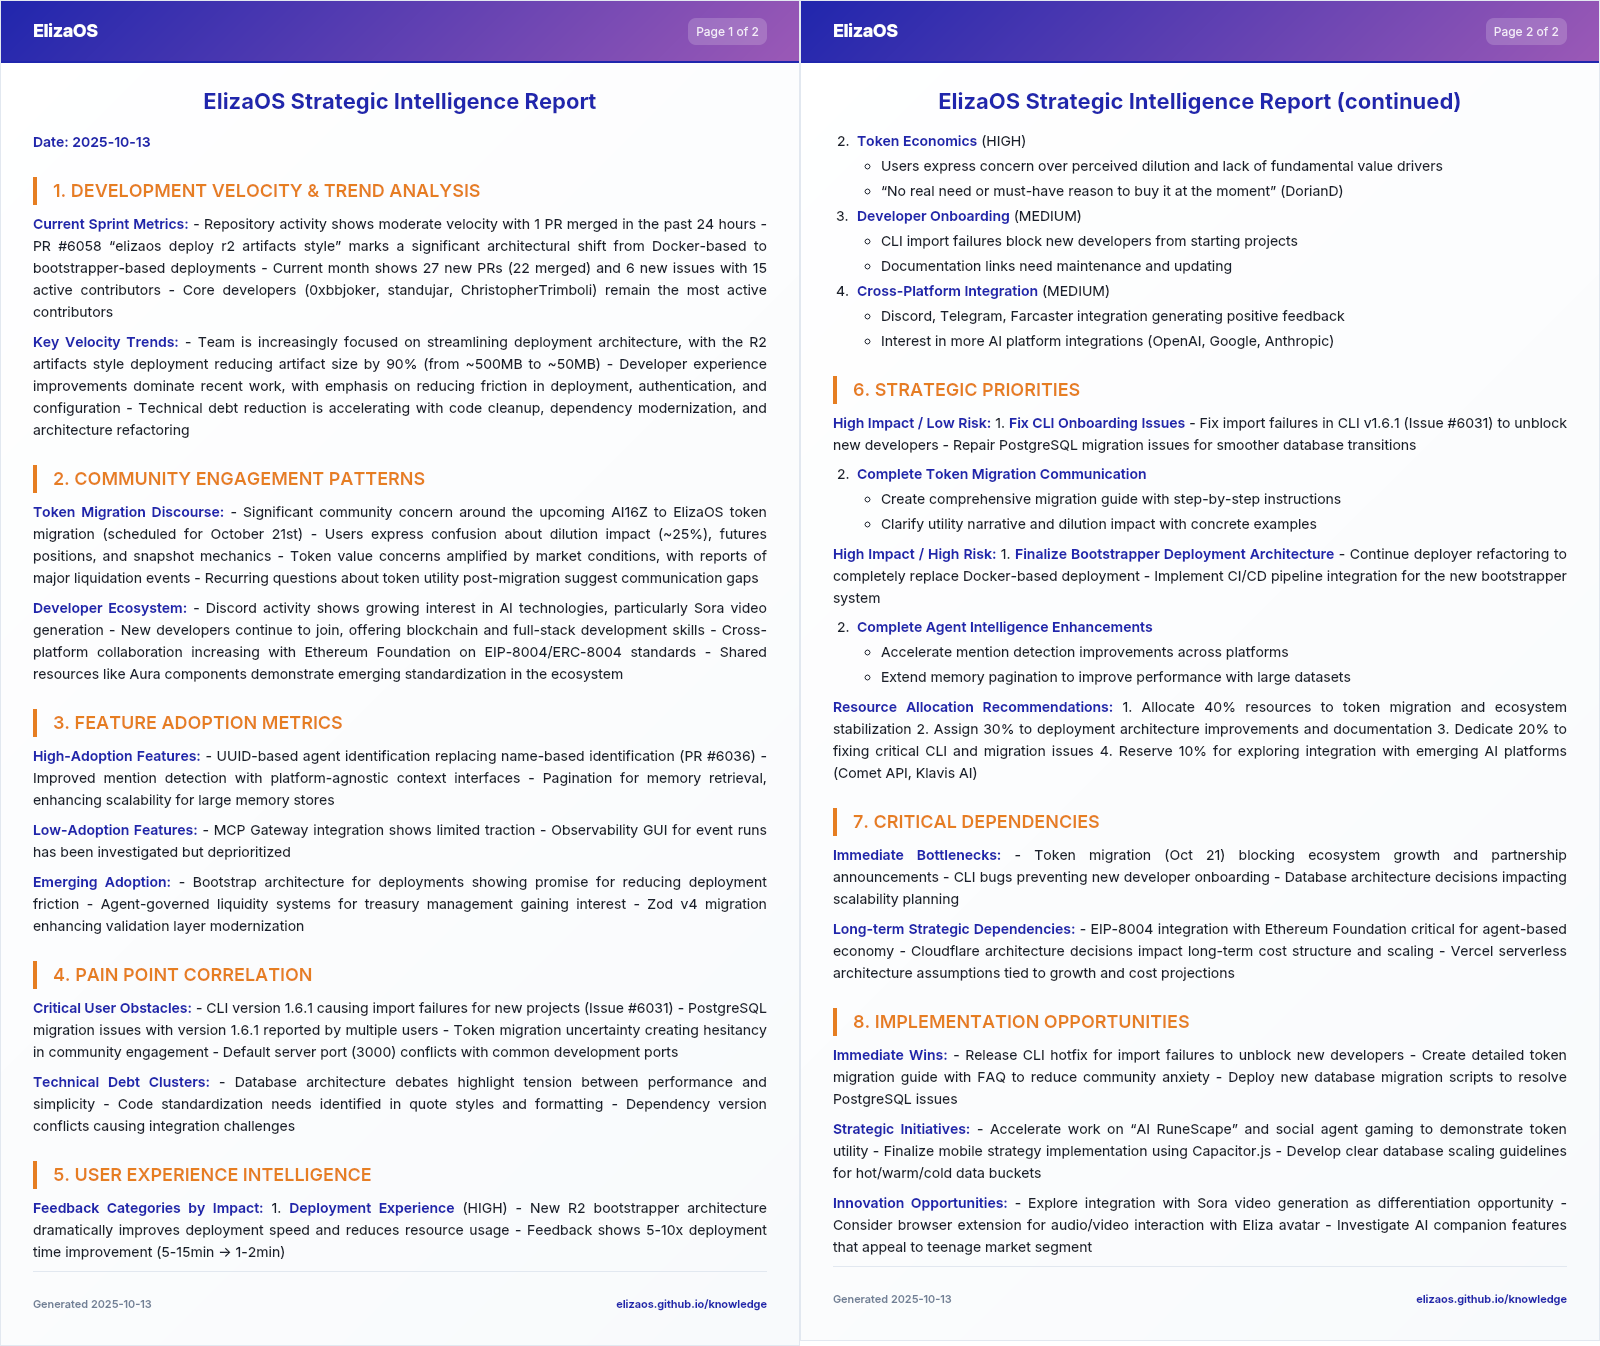 ElizaOS
Page 1 of 2
ElizaOS Strategic Intelligence Report
Date: 2025-10-13
1. DEVELOPMENT VELOCITY & TREND ANALYSIS
Current Sprint Metrics: - Repository activity shows moderate velocity with 1 PR merged in the past 24 hours -
PR #6058 “elizaos deploy r2 artifacts style” marks a significant architectural shift from Docker-based to
bootstrapper-based deployments - Current month shows 27 new PRs (22 merged) and 6 new issues with 15
active contributors - Core developers (0xbbjoker, standujar, ChristopherTrimboli) remain the most active
contributors
Key Velocity Trends: - Team is increasingly focused on streamlining deployment architecture, with the R2
artifacts style deployment reducing artifact size by 90% (from ~500MB to ~50MB) - Developer experience
improvements dominate recent work, with emphasis on reducing friction in deployment, authentication, and
configuration - Technical debt reduction is accelerating with code cleanup, dependency modernization, and
architecture refactoring
2. COMMUNITY ENGAGEMENT PATTERNS
Token Migration Discourse: - Significant community concern around the upcoming AI16Z to ElizaOS token
migration (scheduled for October 21st) - Users express confusion about dilution impact (~25%), futures
positions, and snapshot mechanics - Token value concerns amplified by market conditions, with reports of
major liquidation events - Recurring questions about token utility post-migration suggest communication gaps
Developer Ecosystem: - Discord activity shows growing interest in AI technologies, particularly Sora video
generation - New developers continue to join, offering blockchain and full-stack development skills - Cross-
platform collaboration increasing with Ethereum Foundation on EIP-8004/ERC-8004 standards - Shared
resources like Aura components demonstrate emerging standardization in the ecosystem
3. FEATURE ADOPTION METRICS
High-Adoption Features: - UUID-based agent identification replacing name-based identification (PR #6036) -
Improved mention detection with platform-agnostic context interfaces - Pagination for memory retrieval,
enhancing scalability for large memory stores
Low-Adoption Features: - MCP Gateway integration shows limited traction - Observability GUI for event runs
has been investigated but deprioritized
Emerging Adoption: - Bootstrap architecture for deployments showing promise for reducing deployment
friction - Agent-governed liquidity systems for treasury management gaining interest - Zod v4 migration
enhancing validation layer modernization
4. PAIN POINT CORRELATION
Critical User Obstacles: - CLI version 1.6.1 causing import failures for new projects (Issue #6031) - PostgreSQL
migration issues with version 1.6.1 reported by multiple users - Token migration uncertainty creating hesitancy
in community engagement - Default server port (3000) conflicts with common development ports
Technical Debt Clusters: - Database architecture debates highlight tension between performance and
simplicity - Code standardization needs identified in quote styles and formatting - Dependency version
conflicts causing integration challenges
5. USER EXPERIENCE INTELLIGENCE
Feedback Categories by Impact: 1. Deployment Experience (HIGH) - New R2 bootstrapper architecture
dramatically improves deployment speed and reduces resource usage - Feedback shows 5-10x deployment
time improvement (5-15min → 1-2min)
Generated 2025-10-13
elizaos.github.io/knowledge
ElizaOS
Page 2 of 2
ElizaOS Strategic Intelligence Report (continued)
2. Token Economics (HIGH)
◦ Users express concern over perceived dilution and lack of fundamental value drivers
◦ “No real need or must-have reason to buy it at the moment” (DorianD)
3. Developer Onboarding (MEDIUM)
◦ CLI import failures block new developers from starting projects
◦ Documentation links need maintenance and updating
4. Cross-Platform Integration (MEDIUM)
◦ Discord, Telegram, Farcaster integration generating positive feedback
◦ Interest in more AI platform integrations (OpenAI, Google, Anthropic)
6. STRATEGIC PRIORITIES
High Impact / Low Risk: 1. Fix CLI Onboarding Issues - Fix import failures in CLI v1.6.1 (Issue #6031) to unblock
new developers - Repair PostgreSQL migration issues for smoother database transitions
2. Complete Token Migration Communication
◦ Create comprehensive migration guide with step-by-step instructions
◦ Clarify utility narrative and dilution impact with concrete examples
High Impact / High Risk: 1. Finalize Bootstrapper Deployment Architecture - Continue deployer refactoring to
completely replace Docker-based deployment - Implement CI/CD pipeline integration for the new bootstrapper
system
2. Complete Agent Intelligence Enhancements
◦ Accelerate mention detection improvements across platforms
◦ Extend memory pagination to improve performance with large datasets
Resource Allocation Recommendations: 1. Allocate 40% resources to token migration and ecosystem
stabilization 2. Assign 30% to deployment architecture improvements and documentation 3. Dedicate 20% to
fixing critical CLI and migration issues 4. Reserve 10% for exploring integration with emerging AI platforms
(Comet API, Klavis AI)
7. CRITICAL DEPENDENCIES
Immediate Bottlenecks: - Token migration (Oct 21) blocking ecosystem growth and partnership
announcements - CLI bugs preventing new developer onboarding - Database architecture decisions impacting
scalability planning
Long-term Strategic Dependencies: - EIP-8004 integration with Ethereum Foundation critical for agent-based
economy - Cloudflare architecture decisions impact long-term cost structure and scaling - Vercel serverless
architecture assumptions tied to growth and cost projections
8. IMPLEMENTATION OPPORTUNITIES
Immediate Wins: - Release CLI hotfix for import failures to unblock new developers - Create detailed token
migration guide with FAQ to reduce community anxiety - Deploy new database migration scripts to resolve
PostgreSQL issues
Strategic Initiatives: - Accelerate work on “AI RuneScape” and social agent gaming to demonstrate token
utility - Finalize mobile strategy implementation using Capacitor.js - Develop clear database scaling guidelines
for hot/warm/cold data buckets
Innovation Opportunities: - Explore integration with Sora video generation as differentiation opportunity -
Consider browser extension for audio/video interaction with Eliza avatar - Investigate AI companion features
that appeal to teenage market segment
Generated 2025-10-13
elizaos.github.io/knowledge